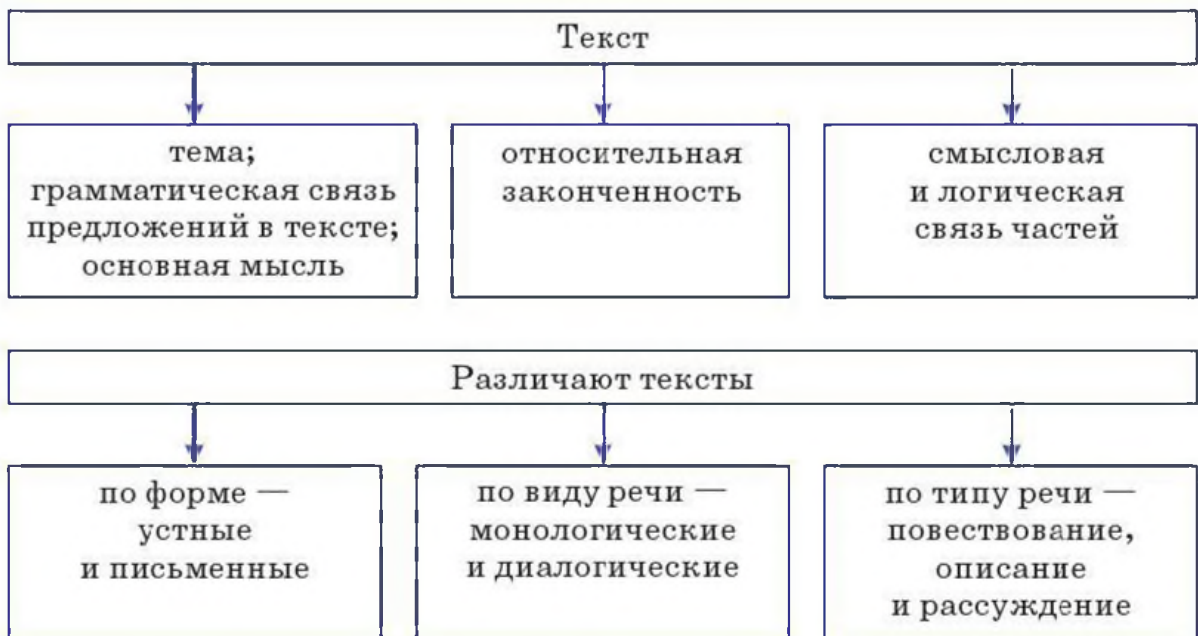 Текст
тема;
грамматическая связь
предложений в тексте;
основная мысль
относительная
законченность
смысловая
и логическая
связь частей
Различают тексты
по форме —
устные
и письменные
по виду речи —
монологические
и диалогические
по типу речи —
повествование,
описание
и рассуждение